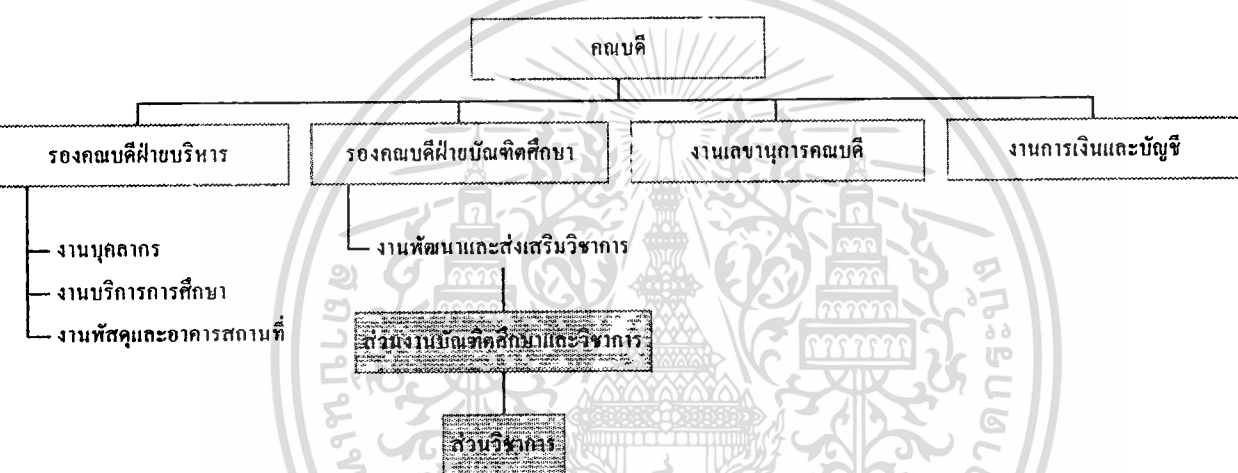 คณบดี
รองคณบดีฝ่ายบริหาร
รองคณบดีฝ่ายบัณฑิตศึกษา
งานเลขานุการคณบดี
งานการเงินและบัญชี
งานบุคลากร
งานบริการการศึกษา
งานพัสดุและอาคารสถานที่
งานพัฒนาและส่งเสริมวิชาการ
ส่วนงานบัณฑิตศึกษาและวิชาการ
ส่วนวิชาการ